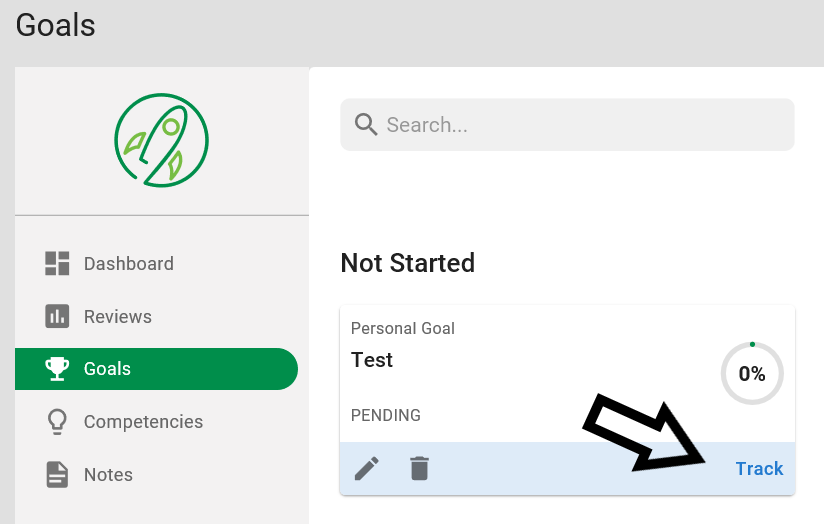 Goals
Search...
Dashboard
Reviews
Goals
Competencies
Notes
Not Started
Personal Goal
Test
0%
PENDING
Track